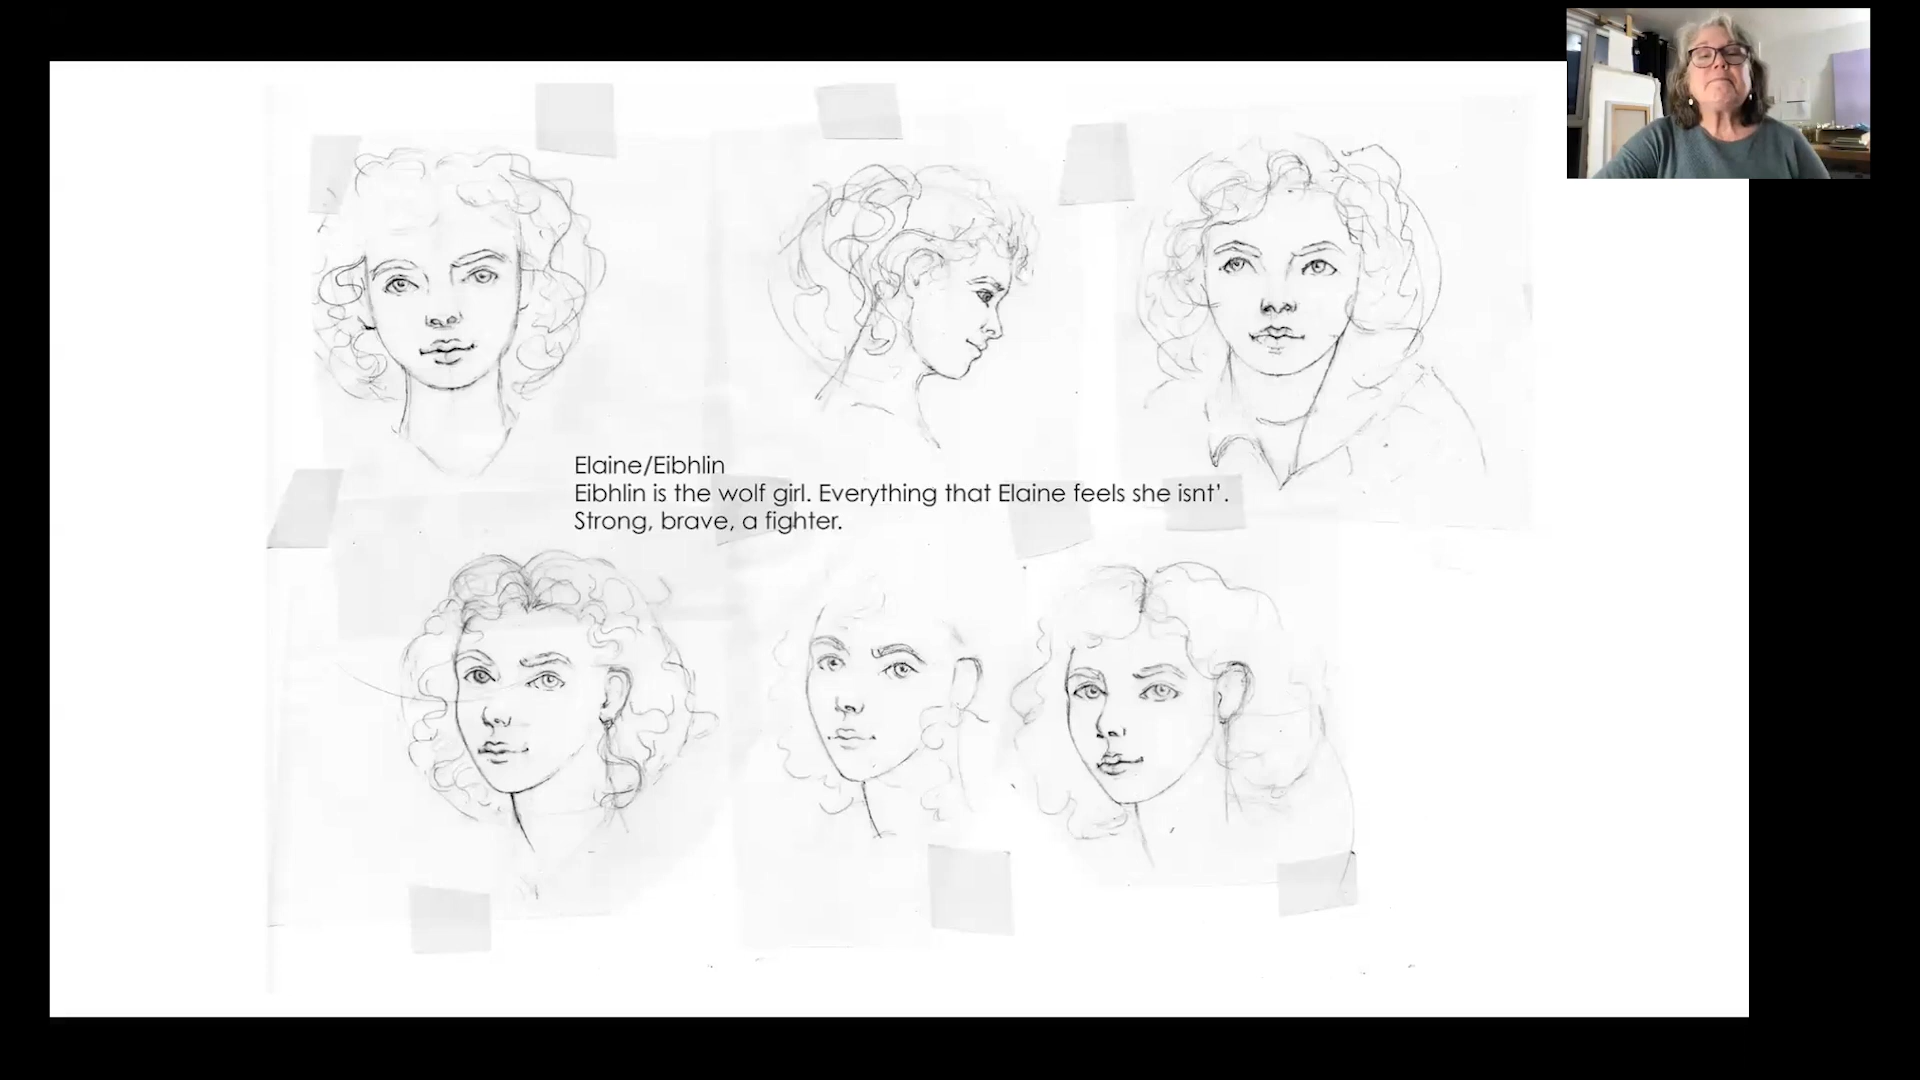 Elaine/Eibhlin
Eibhlin is the wolf girl. Everything that Elaine feels she isnt’.
Strong, brave, a fighter.